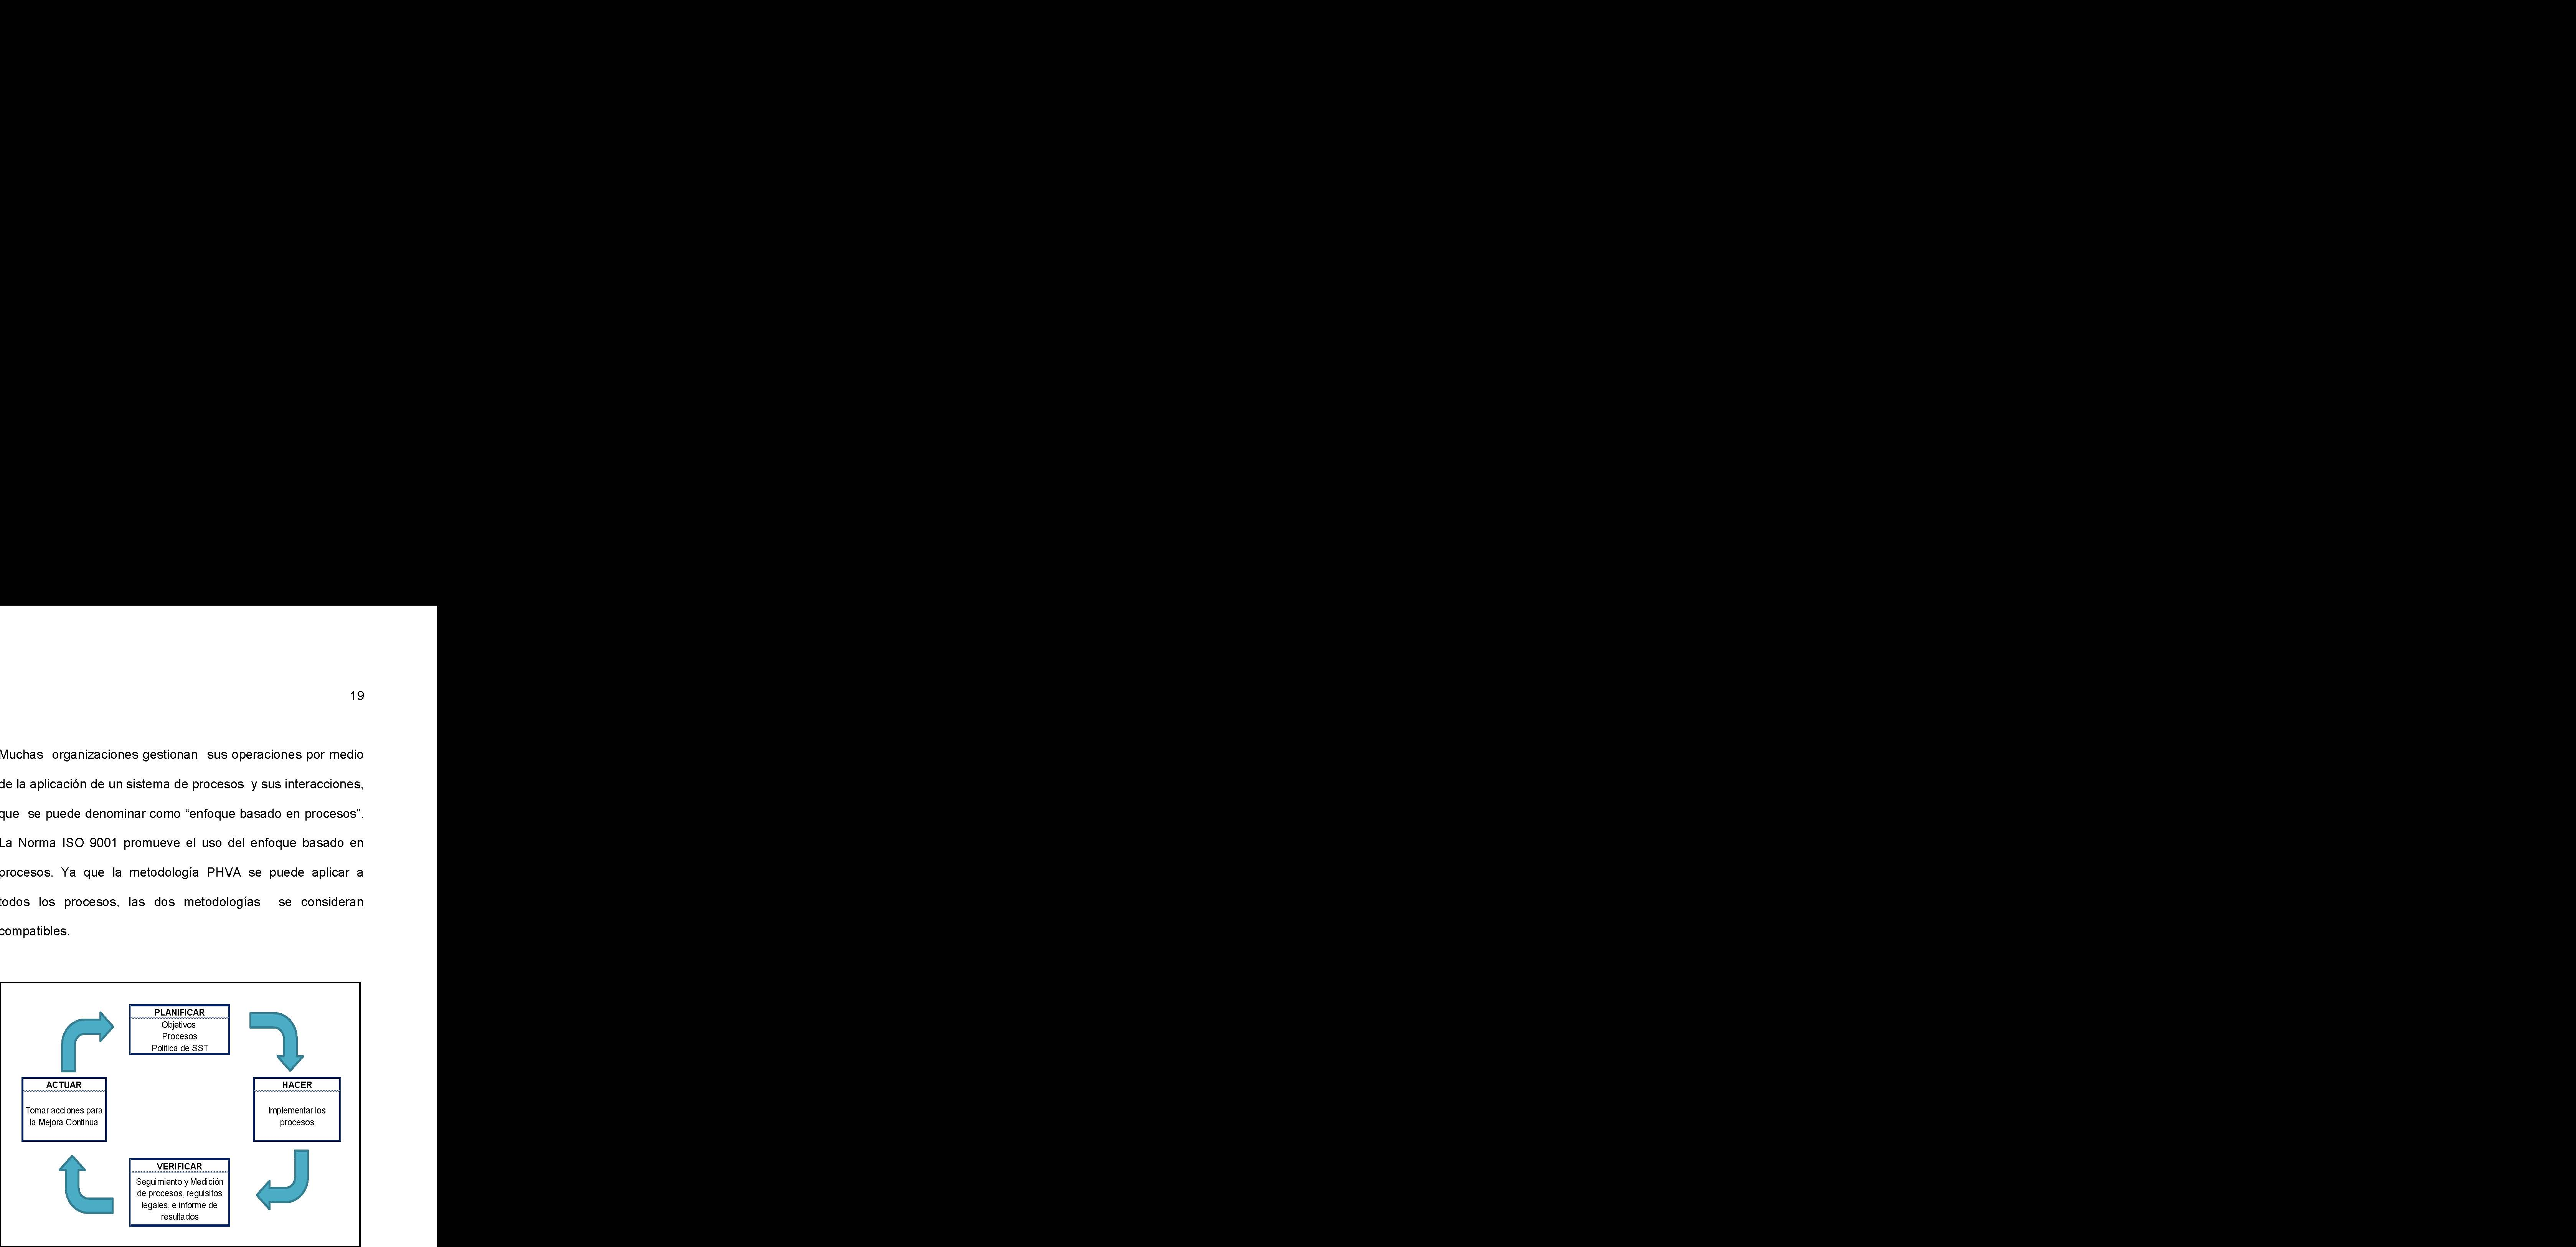 19
Muchas organizaciones gestionan sus operaciones por medio
de la aplicación de un sistema de procesos y sus interacciones,
que se puede denominar como “enfoque basado en procesos”.
La Norma ISO 9001 promueve el uso del enfoque basado en
procesos. Ya que la metodología PHVA se puede aplicar a
todos los procesos, las dos metodologías se consideran
compatibles.
PLANIFICAR
Objetivos
Procesos
Política de SST
ACTUAR
Tomar acciones para
la Mejora Continua
HACER
Implementar los
procesos
VERIFICAR
Seguimiento y Medición
de procesos, reguisitos
legales, e informe de
resultados